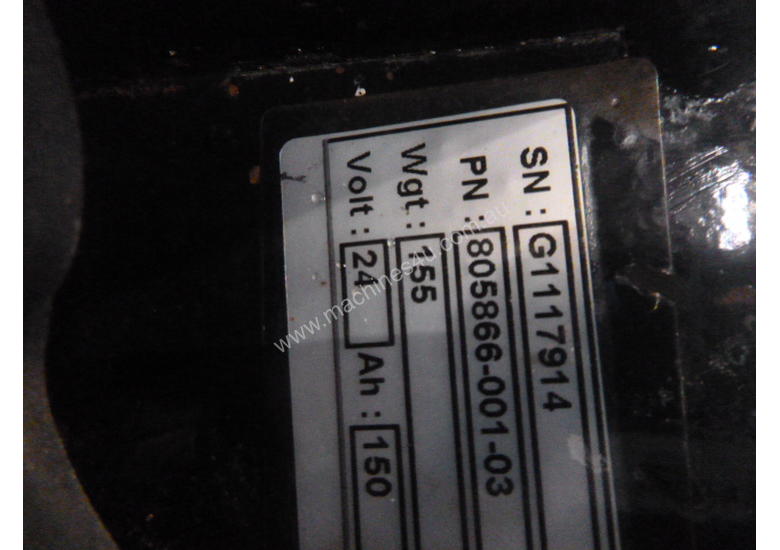 SN : G1117914
PN : 805866-001-03
Wgt : 155
Volt : 24 Ah : 150
www.machines4u.com.au